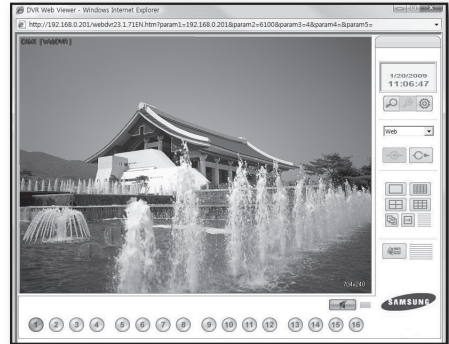 DVR Web Viewer - Windows Internet Explorer
http://192.168.0.201/webdvr23.1.71EN.htm?param1=192.168.0.201&param2=6100&param3=4&param4=&param5=
1/20/2009
11:06:47
Web
704x240
SAMSUNG
1 2 3 4 5 6 7 8 9 10 11 12 13 14 15 16